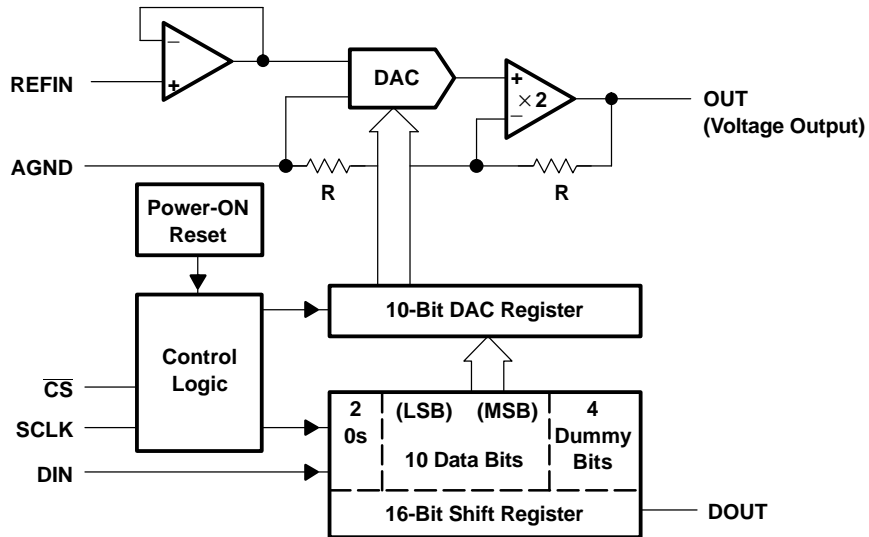 REFIN
−
+
DAC
+
× 2
−
OUT
(Voltage Output)
AGND
R
R
Power-ON
Reset
10-Bit DAC Register
Control
Logic
CS
SCLK
DIN
2
0s
(LSB) (MSB)
10 Data Bits
4
Dummy
Bits
16-Bit Shift Register
DOUT